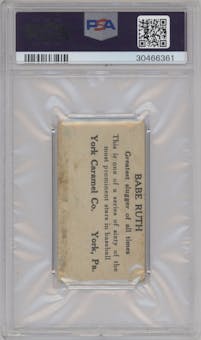 PSA
30466361
BABE RUTH
Greatest slugger of all times
This is one of a series of sixty of the
most prominent stars in baseball
York Caramel Co. York, Pa.